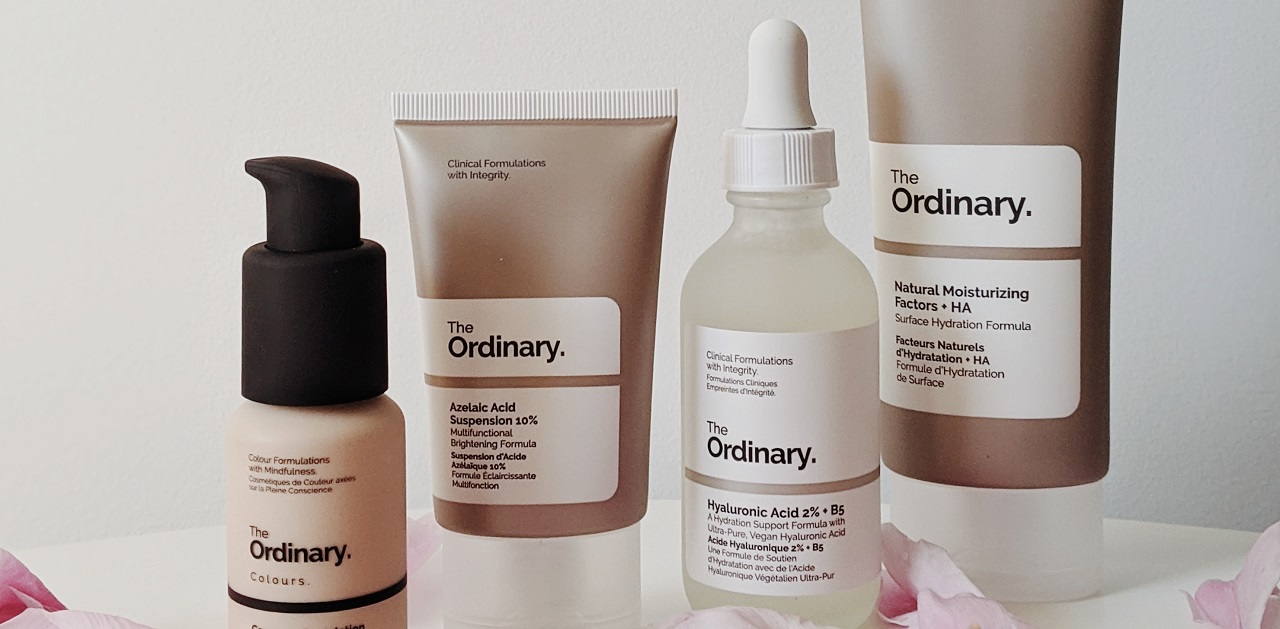 Colour Formulations
with Mindfulness.
Cosmétiques de Couleur axées
sur la Pleine Conscience.
The
Ordinary.
Colours.
Clinical Formulations
with Integrity.
The
Ordinary.
Azelaic Acid
Suspension 10%
Multifunctional
Brightening Formula
Suspension d'Acide
Azélaïque 10%
Formule Éclaircissante
Multifonction
Clinical Formulations
with Integrity.
Formulations Cliniques
Empreintes d'Intégrité.
The
Ordinary.
Hyaluronic Acid 2% + B5
A Hydration Support Formula with
Ultra-Pure, Vegan Hyaluronic Acid
Acide Hyaluronique 2% + B5
Une Formule de Soutien
d'Hydratation avec de l'Acide
Hyaluronique Végétalien Ultra-Pur
The
Ordinary.
Natural Moisturizing
Factors + HA
Surface Hydration Formula
Facteurs Naturels
d'Hydratation + HA
Formule d'Hydratation
de Surface